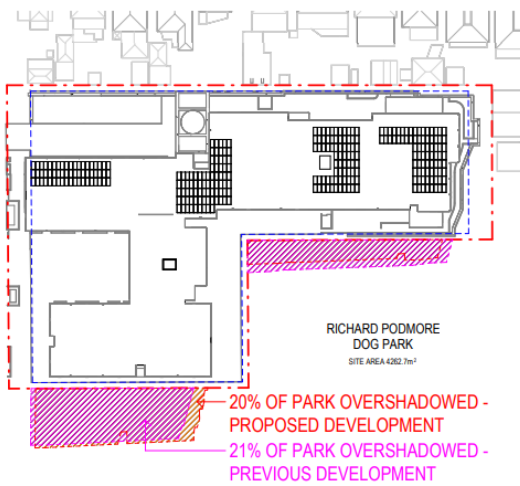 RICHARD PODMORE
DOG PARK
SITE AREA 4262.7m²
20% OF PARK OVERSHADOWED -
PROPOSED DEVELOPMENT
21% OF PARK OVERSHADOWED -
PREVIOUS DEVELOPMENT